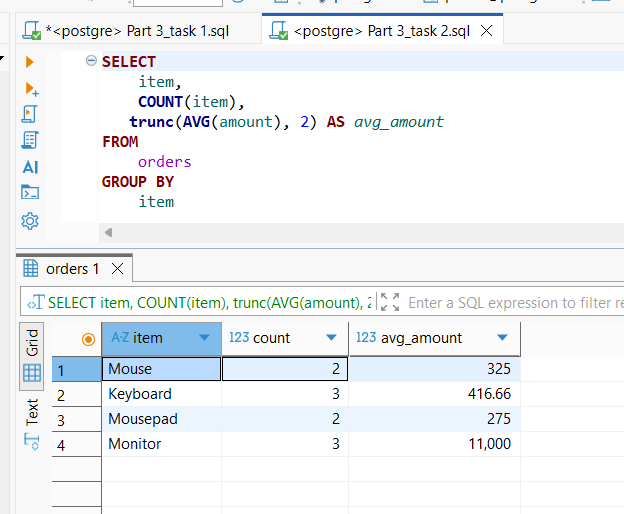 *<postgre> Part 3_task 1.sql <postgre> Part 3_task 2.sql
SELECT
item,
COUNT(item),
trunc(AVG(amount), 2) AS avg_amount
FROM
orders
GROUP BY
item
AI
orders 1
SELECT item, COUNT(item), trunc(AVG(amount), 2 Enter a SQL expression to filter re
Grid
Text
A-Z item 123 count 123 avg_amount
1 Mouse 2 325
2 Keyboard 3 416.66
3 Mousepad 2 275
4 Monitor 3 11,000